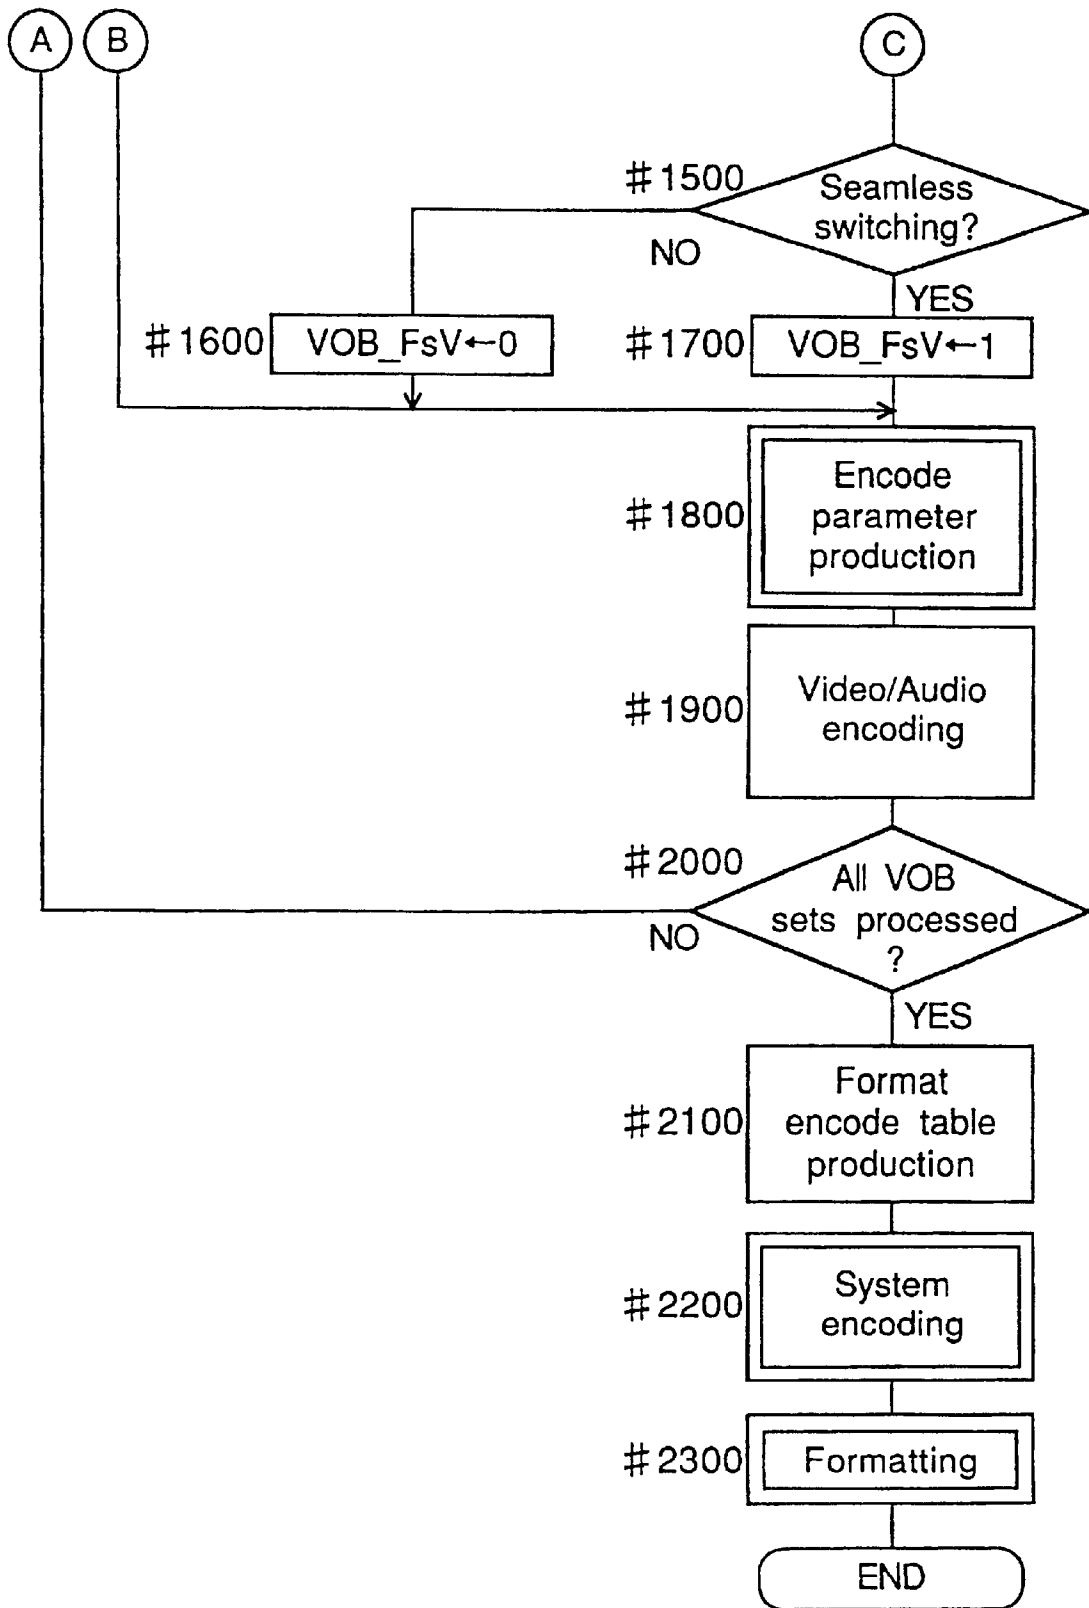 A B C
#1500
Seamless
switching?
NO
YES
#1600
VOB_FsV←0
#1700
VOB_FsV←1
#1800
Encode
parameter
production
#1900
Video/Audio
encoding
#2000
All VOB
sets processed
?
NO
YES
#2100
Format
encode table
production
#2200
System
encoding
#2300
Formatting
END